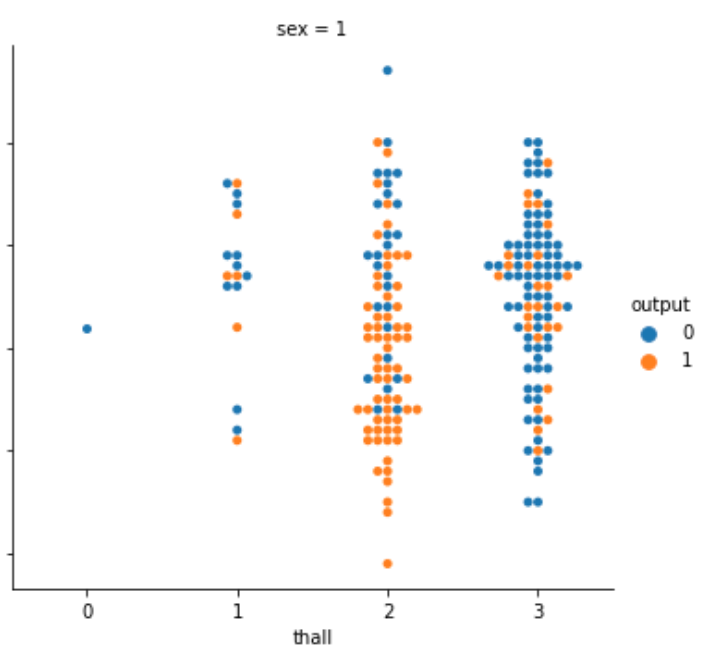 sex = 1
output
0
1
0 1 2 3
thall